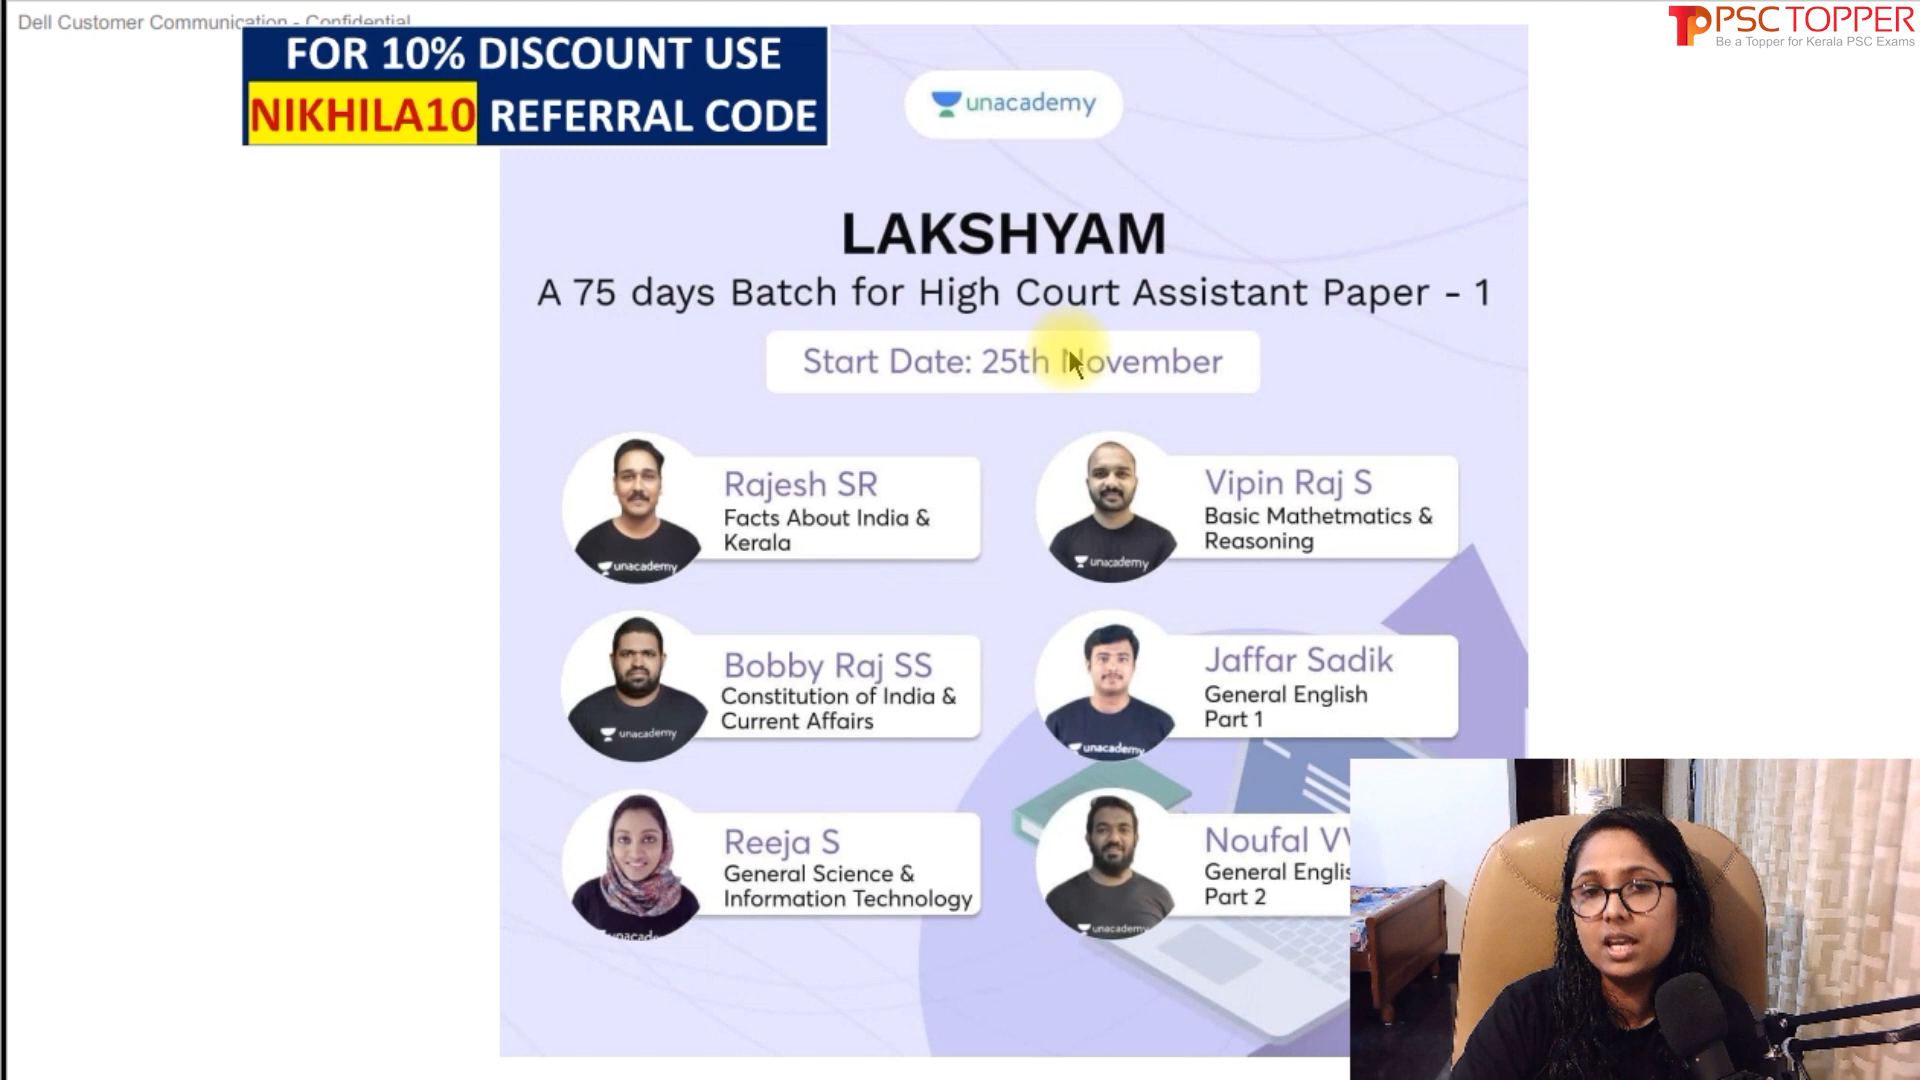 Dell Customer Communication - Confidential
PSC TOPPER
Be a Topper for Kerala PSC Exams
FOR 10% DISCOUNT USE
NIKHILA10 REFERRAL CODE
unacademy
LAKSHYAM
A 75 days Batch for High Court Assistant Paper - 1
Start Date: 25th November
Rajesh SR
Facts About India &
Kerala
unacademy
Vipin Raj S
Basic Mathetmatics &
Reasoning
unacademy
Bobby Raj SS
Constitution of India &
Current Affairs
unacademy
Jaffar Sadik
General English
Part 1
unacademy
Reeja S
General Science &
Information Technology
Noufal
General
Part 2
unacademy